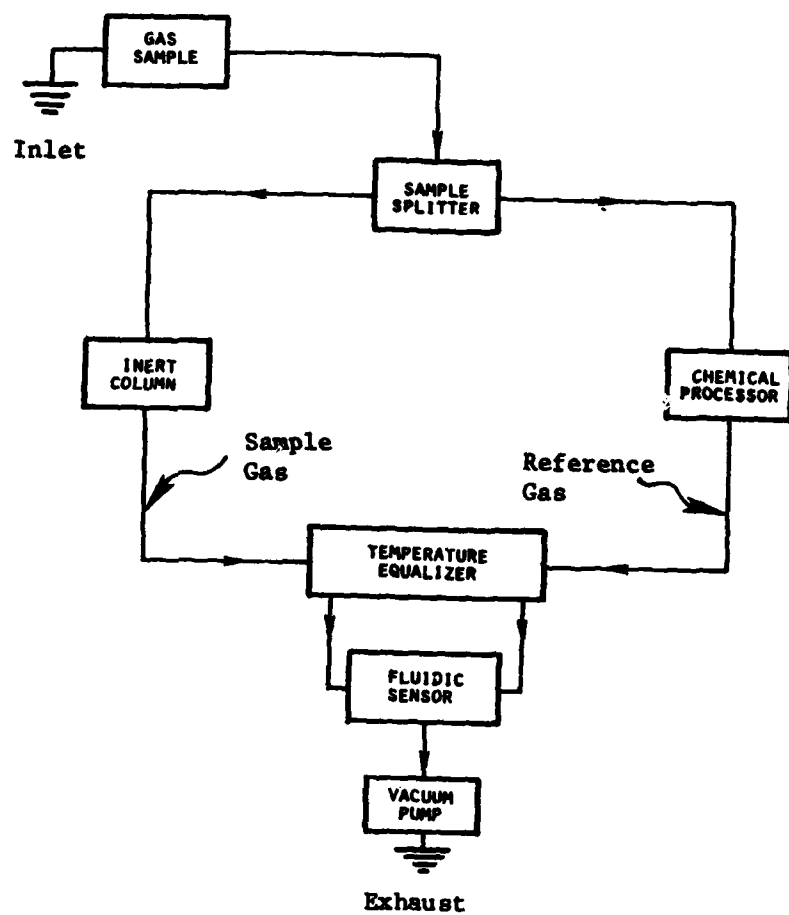 GAS
SAMPLE
Inlet
SAMPLE
SPLITTER
INERT
COLUMN
CHEMICAL
PROCESSOR
Sample
Gas
Reference
Gas
TEMPERATURE
EQUALIZER
FLUIDIC
SENSOR
VACUUM
PUMP
Exhaust